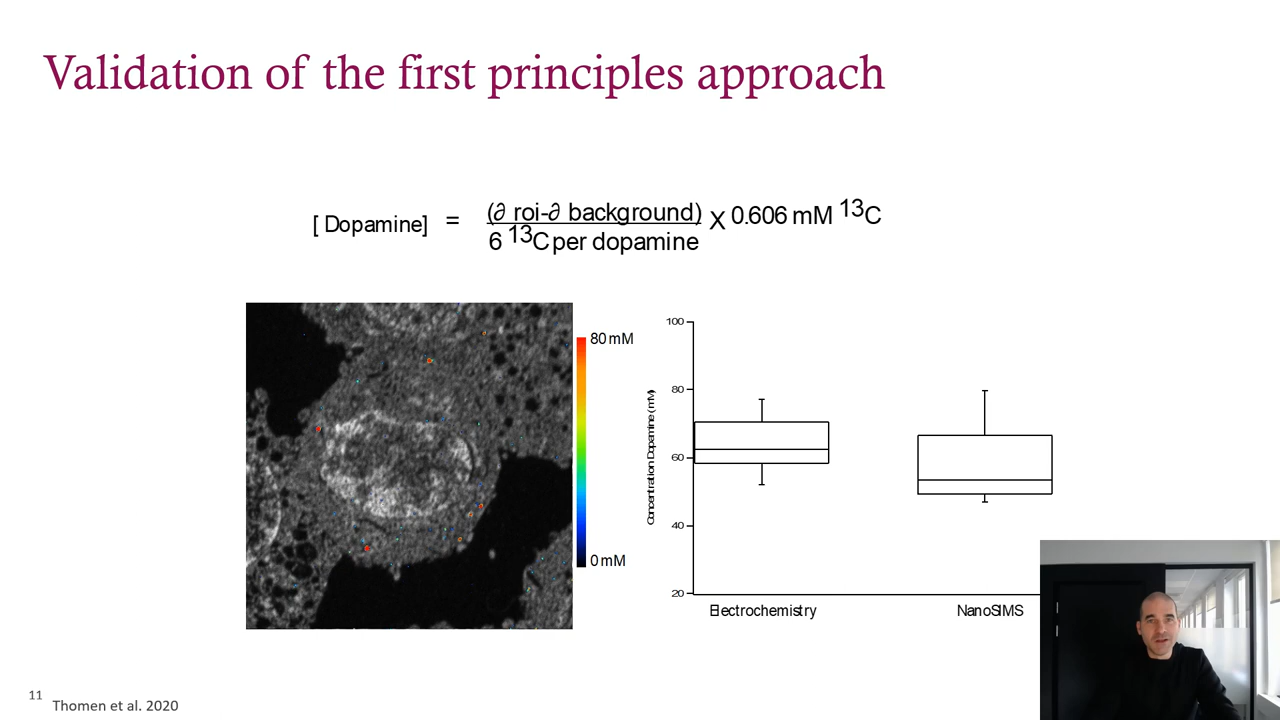 Validation of the first principles approach
[ Dopamine] = (∂ roi-∂ background) X 0.606 mM 13C
6 13C per dopamine
80 mM
0 mM
100
80
60
40
20
Concentration Dopamine (mM)
Electrochemistry NanoSIMS
11
Thomen et al. 2020